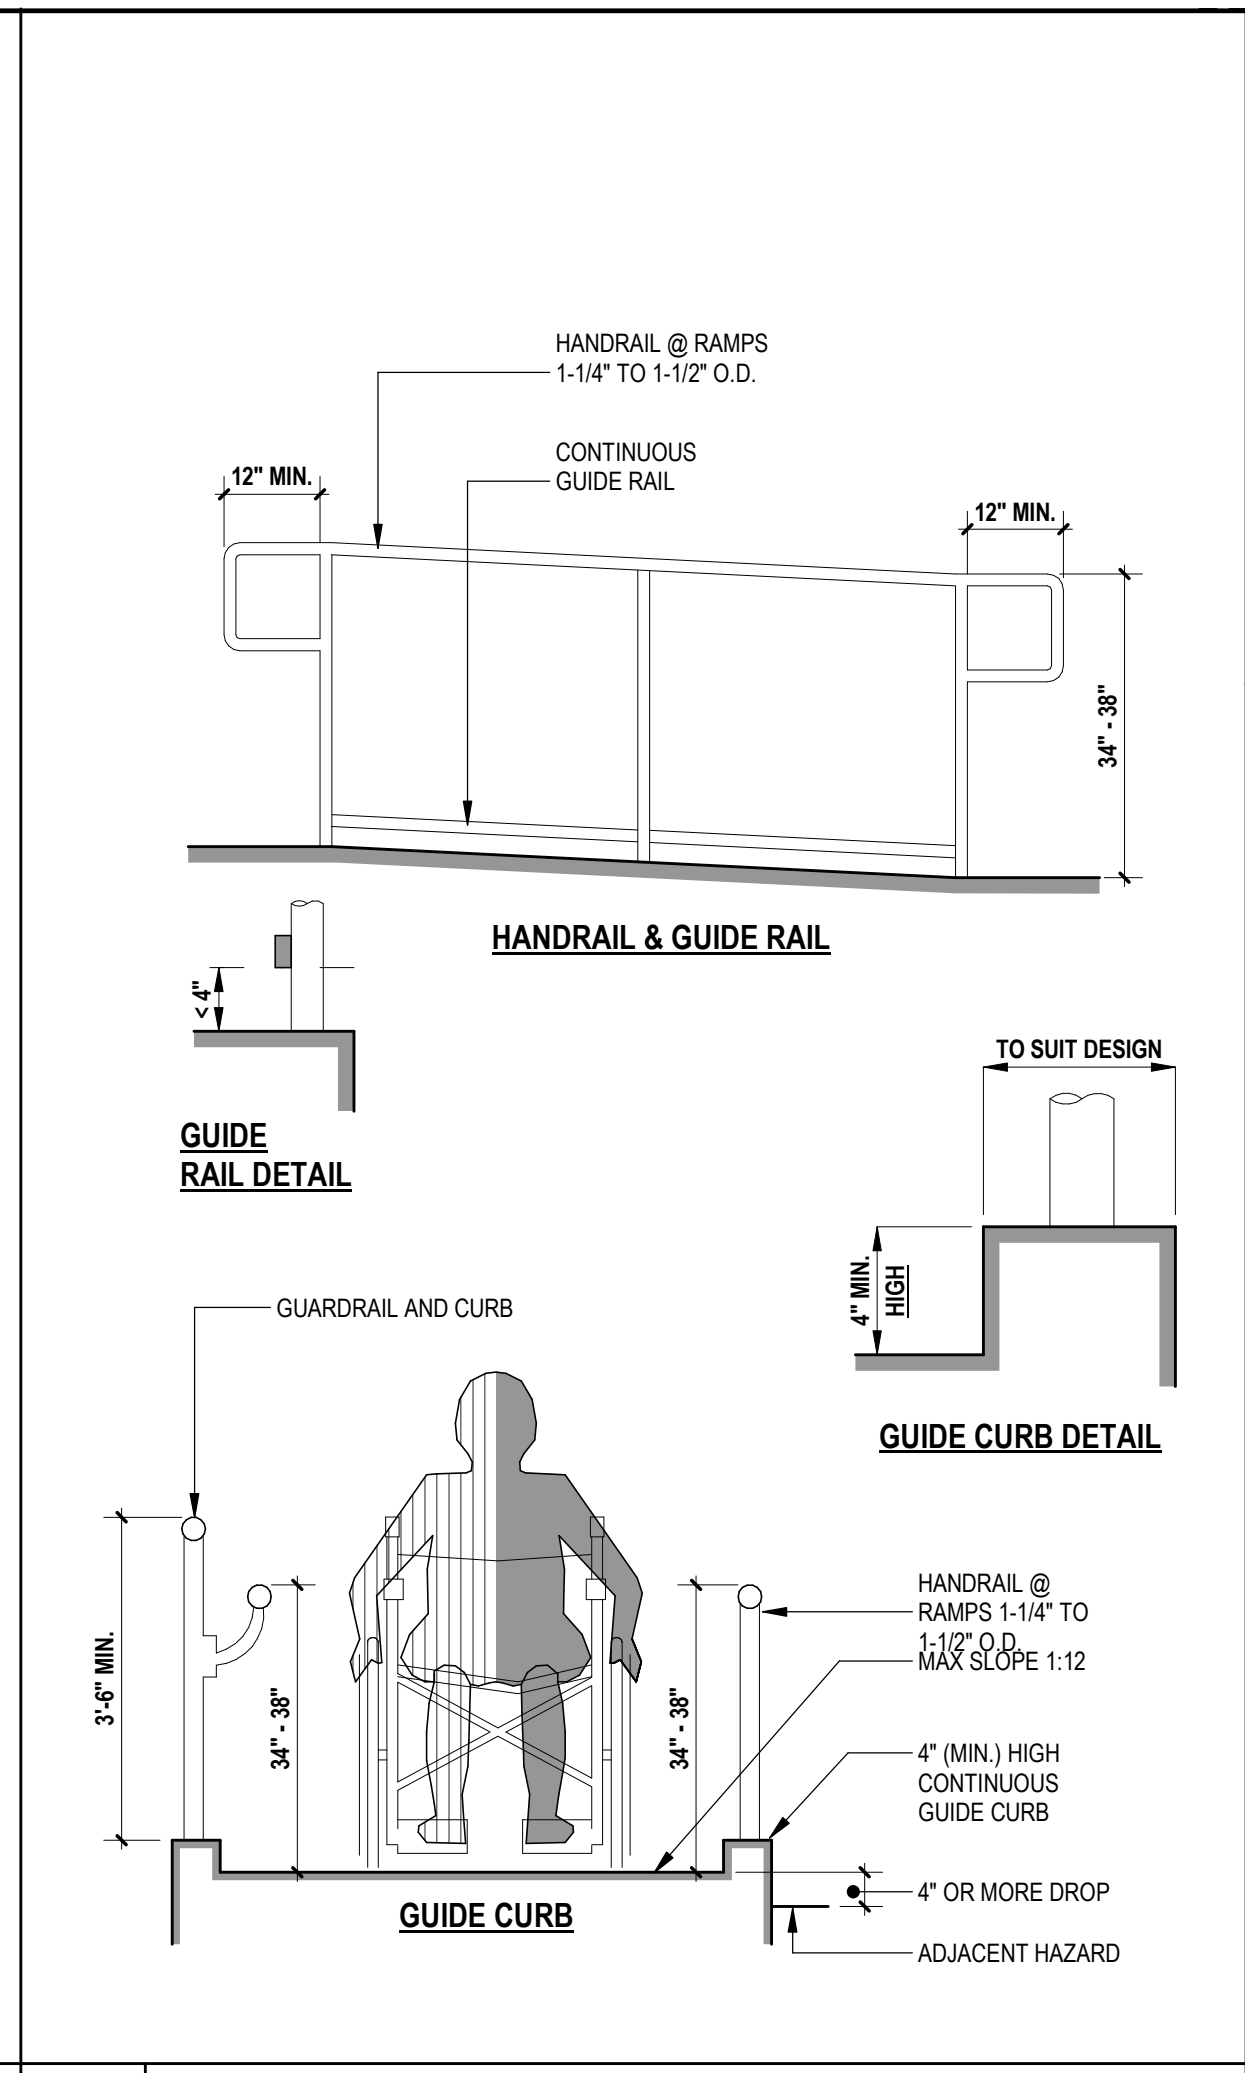 HANDRAIL @ RAMPS
1-1/4" TO 1-1/2" O.D.
CONTINUOUS
GUIDE RAIL
12" MIN.
12" MIN.
34" - 38"
HANDRAIL & GUIDE RAIL
< 4"
GUIDE
RAIL DETAIL
TO SUIT DESIGN
4" MIN.
HIGH
GUIDE CURB DETAIL
GUARDRAIL AND CURB
3'-6" MIN.
34" - 38"
34" - 38"
HANDRAIL @
RAMPS 1-1/4" TO
1-1/2" O.D.
MAX SLOPE 1:12
4" (MIN.) HIGH
CONTINUOUS
GUIDE CURB
4" OR MORE DROP
ADJACENT HAZARD
GUIDE CURB